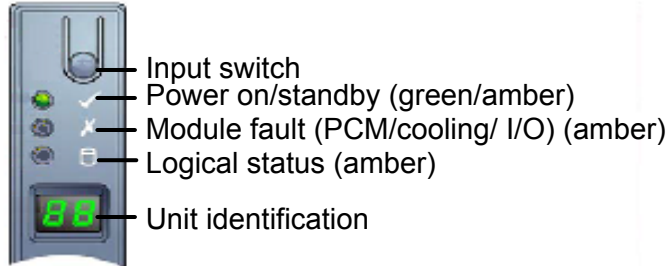 Input switch
Power on/standby (green/amber)
Module fault (PCM/cooling/ I/O) (amber)
Logical status (amber)
88
Unit identification